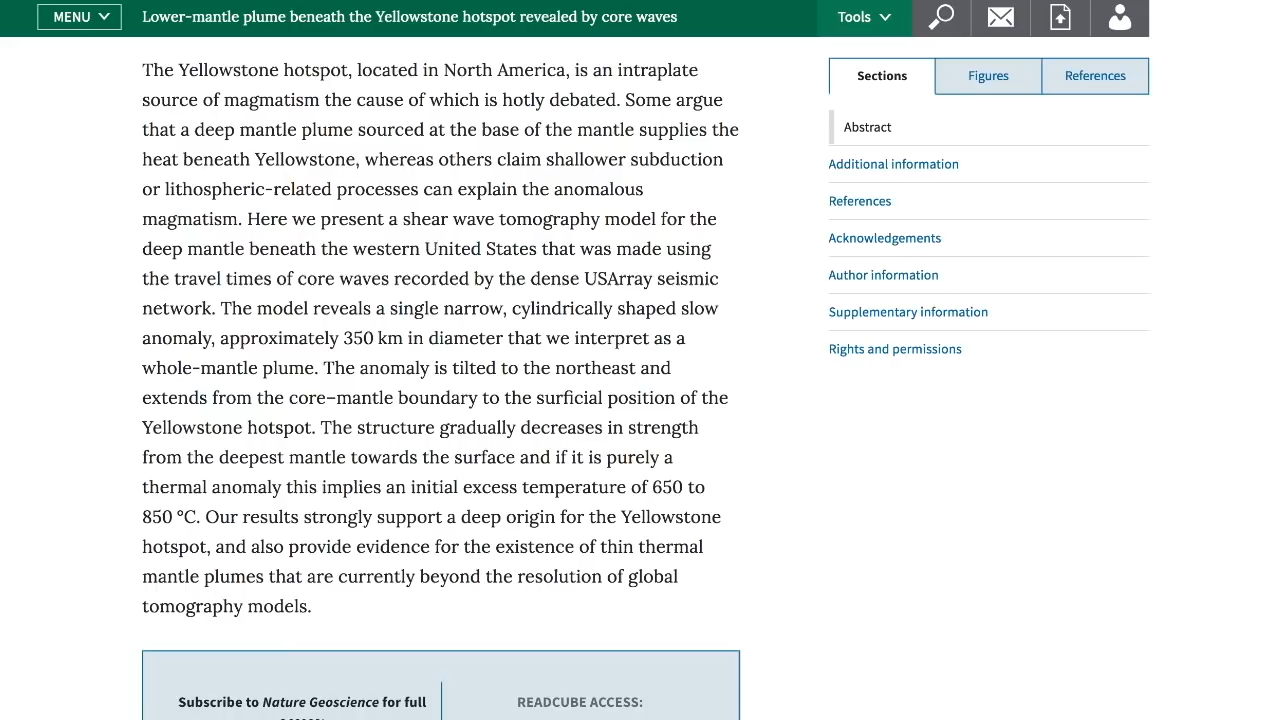 MENU
Lower-mantle plume beneath the Yellowstone hotspot revealed by core waves
Tools
The Yellowstone hotspot, located in North America, is an intraplate
source of magmatism the cause of which is hotly debated. Some argue
that a deep mantle plume sourced at the base of the mantle supplies the
heat beneath Yellowstone, whereas others claim shallower subduction
or lithospheric-related processes can explain the anomalous
magmatism. Here we present a shear wave tomography model for the
deep mantle beneath the western United States that was made using
the travel times of core waves recorded by the dense USArray seismic
network. The model reveals a single narrow, cylindrically shaped slow
anomaly, approximately 350 km in diameter that we interpret as a
whole-mantle plume. The anomaly is tilted to the northeast and
extends from the core–mantle boundary to the surficial position of the
Yellowstone hotspot. The structure gradually decreases in strength
from the deepest mantle towards the surface and if it is purely a
thermal anomaly this implies an initial excess temperature of 650 to
850 °C. Our results strongly support a deep origin for the Yellowstone
hotspot, and also provide evidence for the existence of thin thermal
mantle plumes that are currently beyond the resolution of global
tomography models.
Subscribe to Nature Geoscience for full
READCUBE ACCESS:
Sections
Figures
References
Abstract
Additional information
References
Acknowledgements
Author information
Supplementary information
Rights and permissions